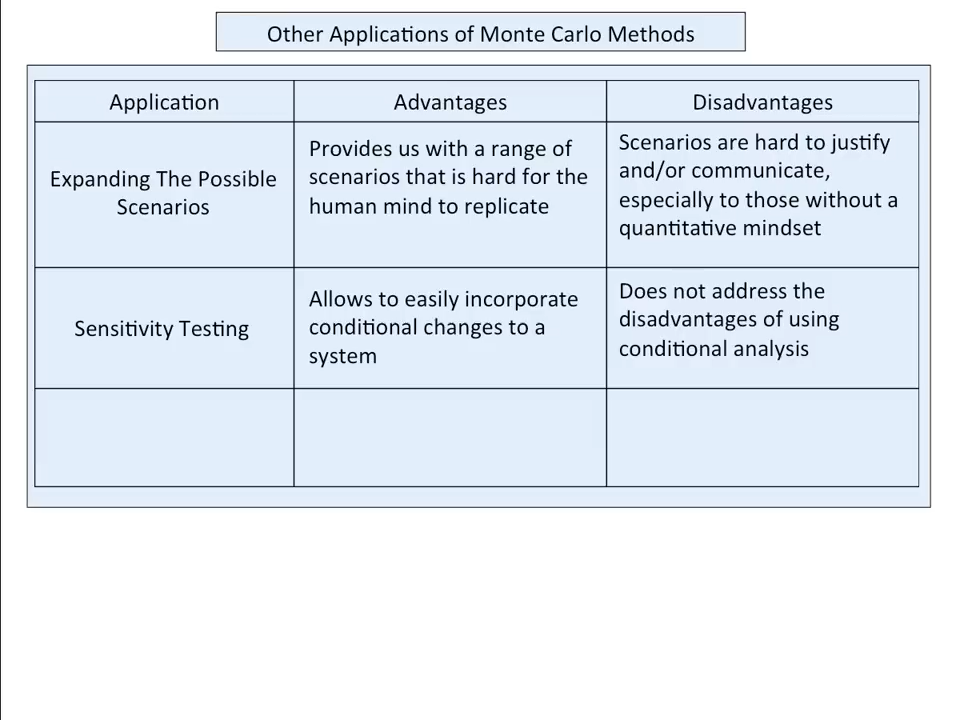 Other Applications of Monte Carlo Methods
Application
Advantages
Disadvantages
Expanding The Possible
Scenarios
Provides us with a range of
scenarios that is hard for the
human mind to replicate
Scenarios are hard to justify
and/or communicate,
especially to those without a
quantitative mindset
Sensitivity Testing
Allows to easily incorporate
conditional changes to a
system
Does not address the
disadvantages of using
conditional analysis